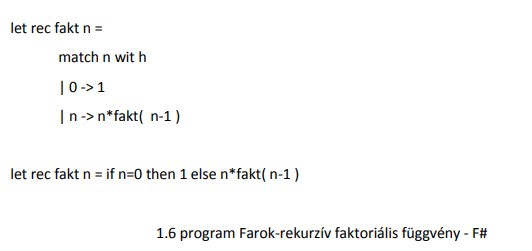 let rec fakt n =
match n wit h
| 0 -> 1
| n -> n*fakt( n-1 )
let rec fakt n = if n=0 then 1 else n*fakt( n-1 )
1.6 program Farok-rekurzív faktoriális függvény - F#